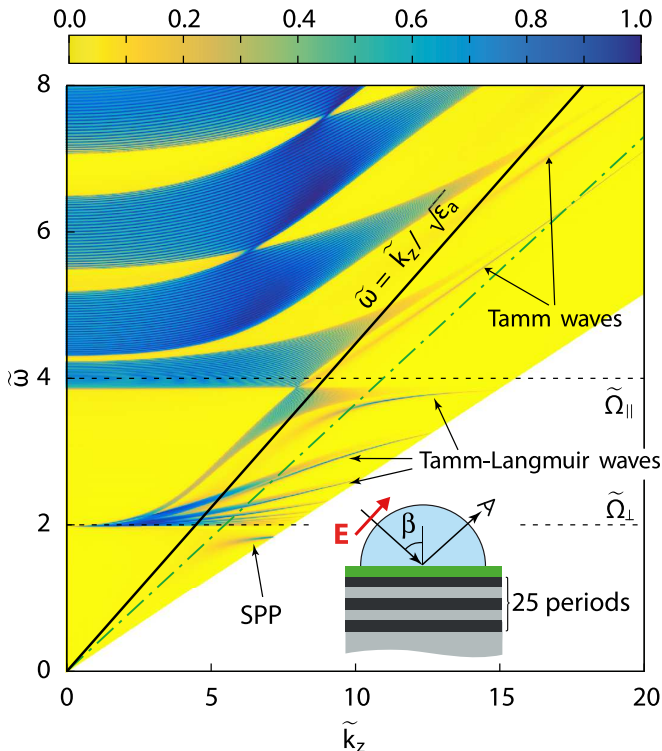 0.0 0.2 0.4 0.6 0.8 1.0
8
6
ω̃ = k̃z / √εa
Tamm waves
ω̃
4
Ω̃||
Tamm-Langmuir waves
Ω̃⊥
2
E
β
SPP
25 periods
0
0 5 10 15 20
k̃z